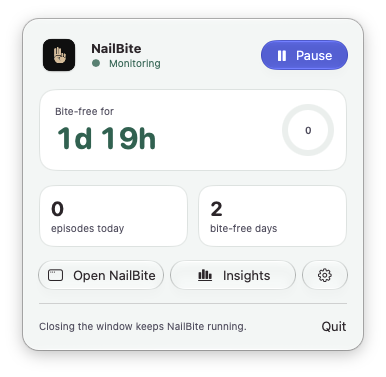 NailBite
Monitoring
Pause
Bite-free for
1d 19h
0
0
episodes today
2
bite-free days
Open NailBite
Insights
Closing the window keeps NailBite running.
Quit